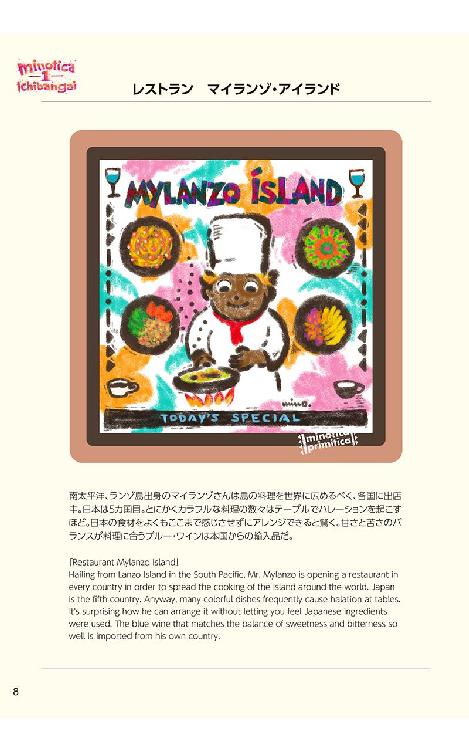 minotica
1
ichibangai
レストラン　マイランゾ・アイランド
MYLANZO ÍSLAND
mino.
TODAY'S SPECIAL
minotica
primitica
南太平洋、ランゾ島出身のマイランゾさんは島の料理を世界に広めるべく、各国に出店
中。日本は5カ国目。とにかくカラフルな料理の数々はテーブルでハレーションを起こす
ほど。日本の食材をよくもここまで感じさせずにアレンジできると驚く。甘さと苦さのバ
ランスが料理に合うブルー・ワインは本国からの輸入品だ。
[Restaurant Mylanzo Island]
Hailing from Lanzo Island in the South Pacific, Mr. Mylanzo is opening a restaurant in
every country in order to spread the cooking of the island around the world. Japan
is the fifth country. Anyway, many colorful dishes frequently cause halation at tables.
It's surprising how he can arrange it without letting you feel Japanese ingredients
were used. The blue wine that matches the balance of sweetness and bitterness so
well is imported from his own country.
8